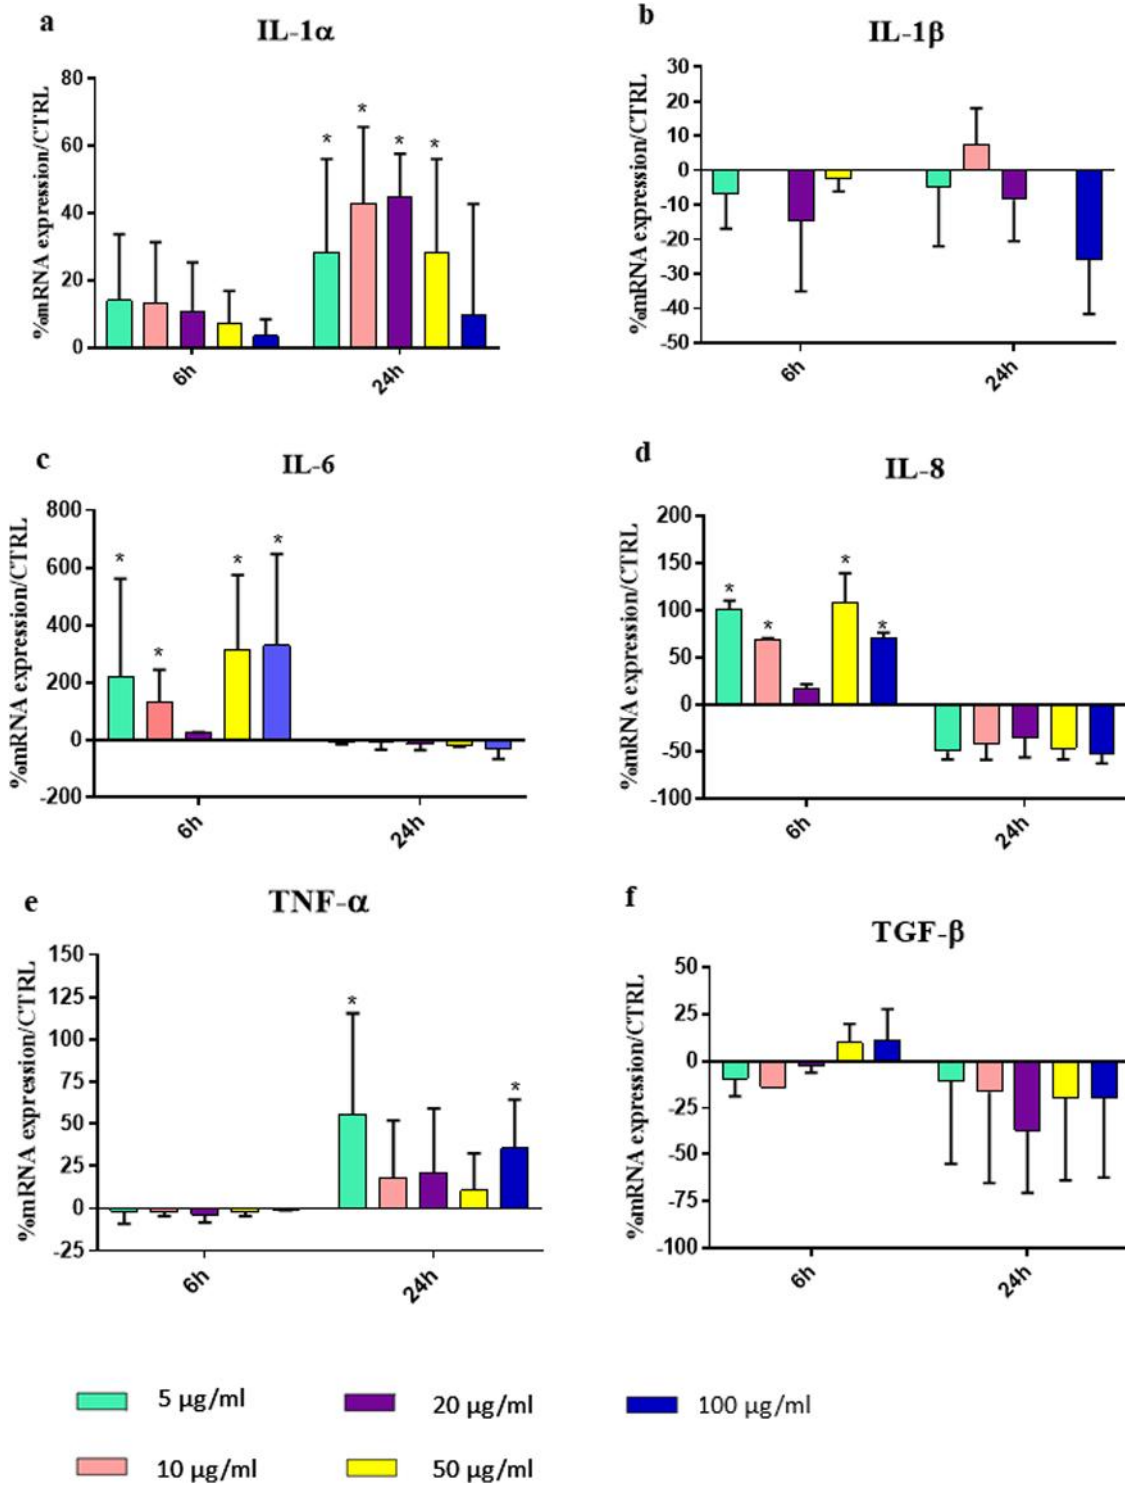 a
IL-1α
%mRNA expression/CTRL
80
60
40
20
0
* * * *
6h
24h
b
IL-1β
%mRNA expression/CTRL
30
20
10
0
-10
-20
-30
-40
-50
6h
24h
c
IL-6
%mRNA expression/CTRL
800
600
400
200
0
-200
* * * *
6h
24h
d
IL-8
%mRNA expression/CTRL
200
150
100
50
0
-50
-100
* * * *
6h
24h
e
TNF-α
%mRNA expression/CTRL
150
125
100
75
50
25
0
-25
* *
6h
24h
f
TGF-β
%mRNA expression/CTRL
50
25
0
-25
-50
-75
-100
6h
24h
5 µg/ml
20 µg/ml
100 µg/ml
10 µg/ml
50 µg/ml